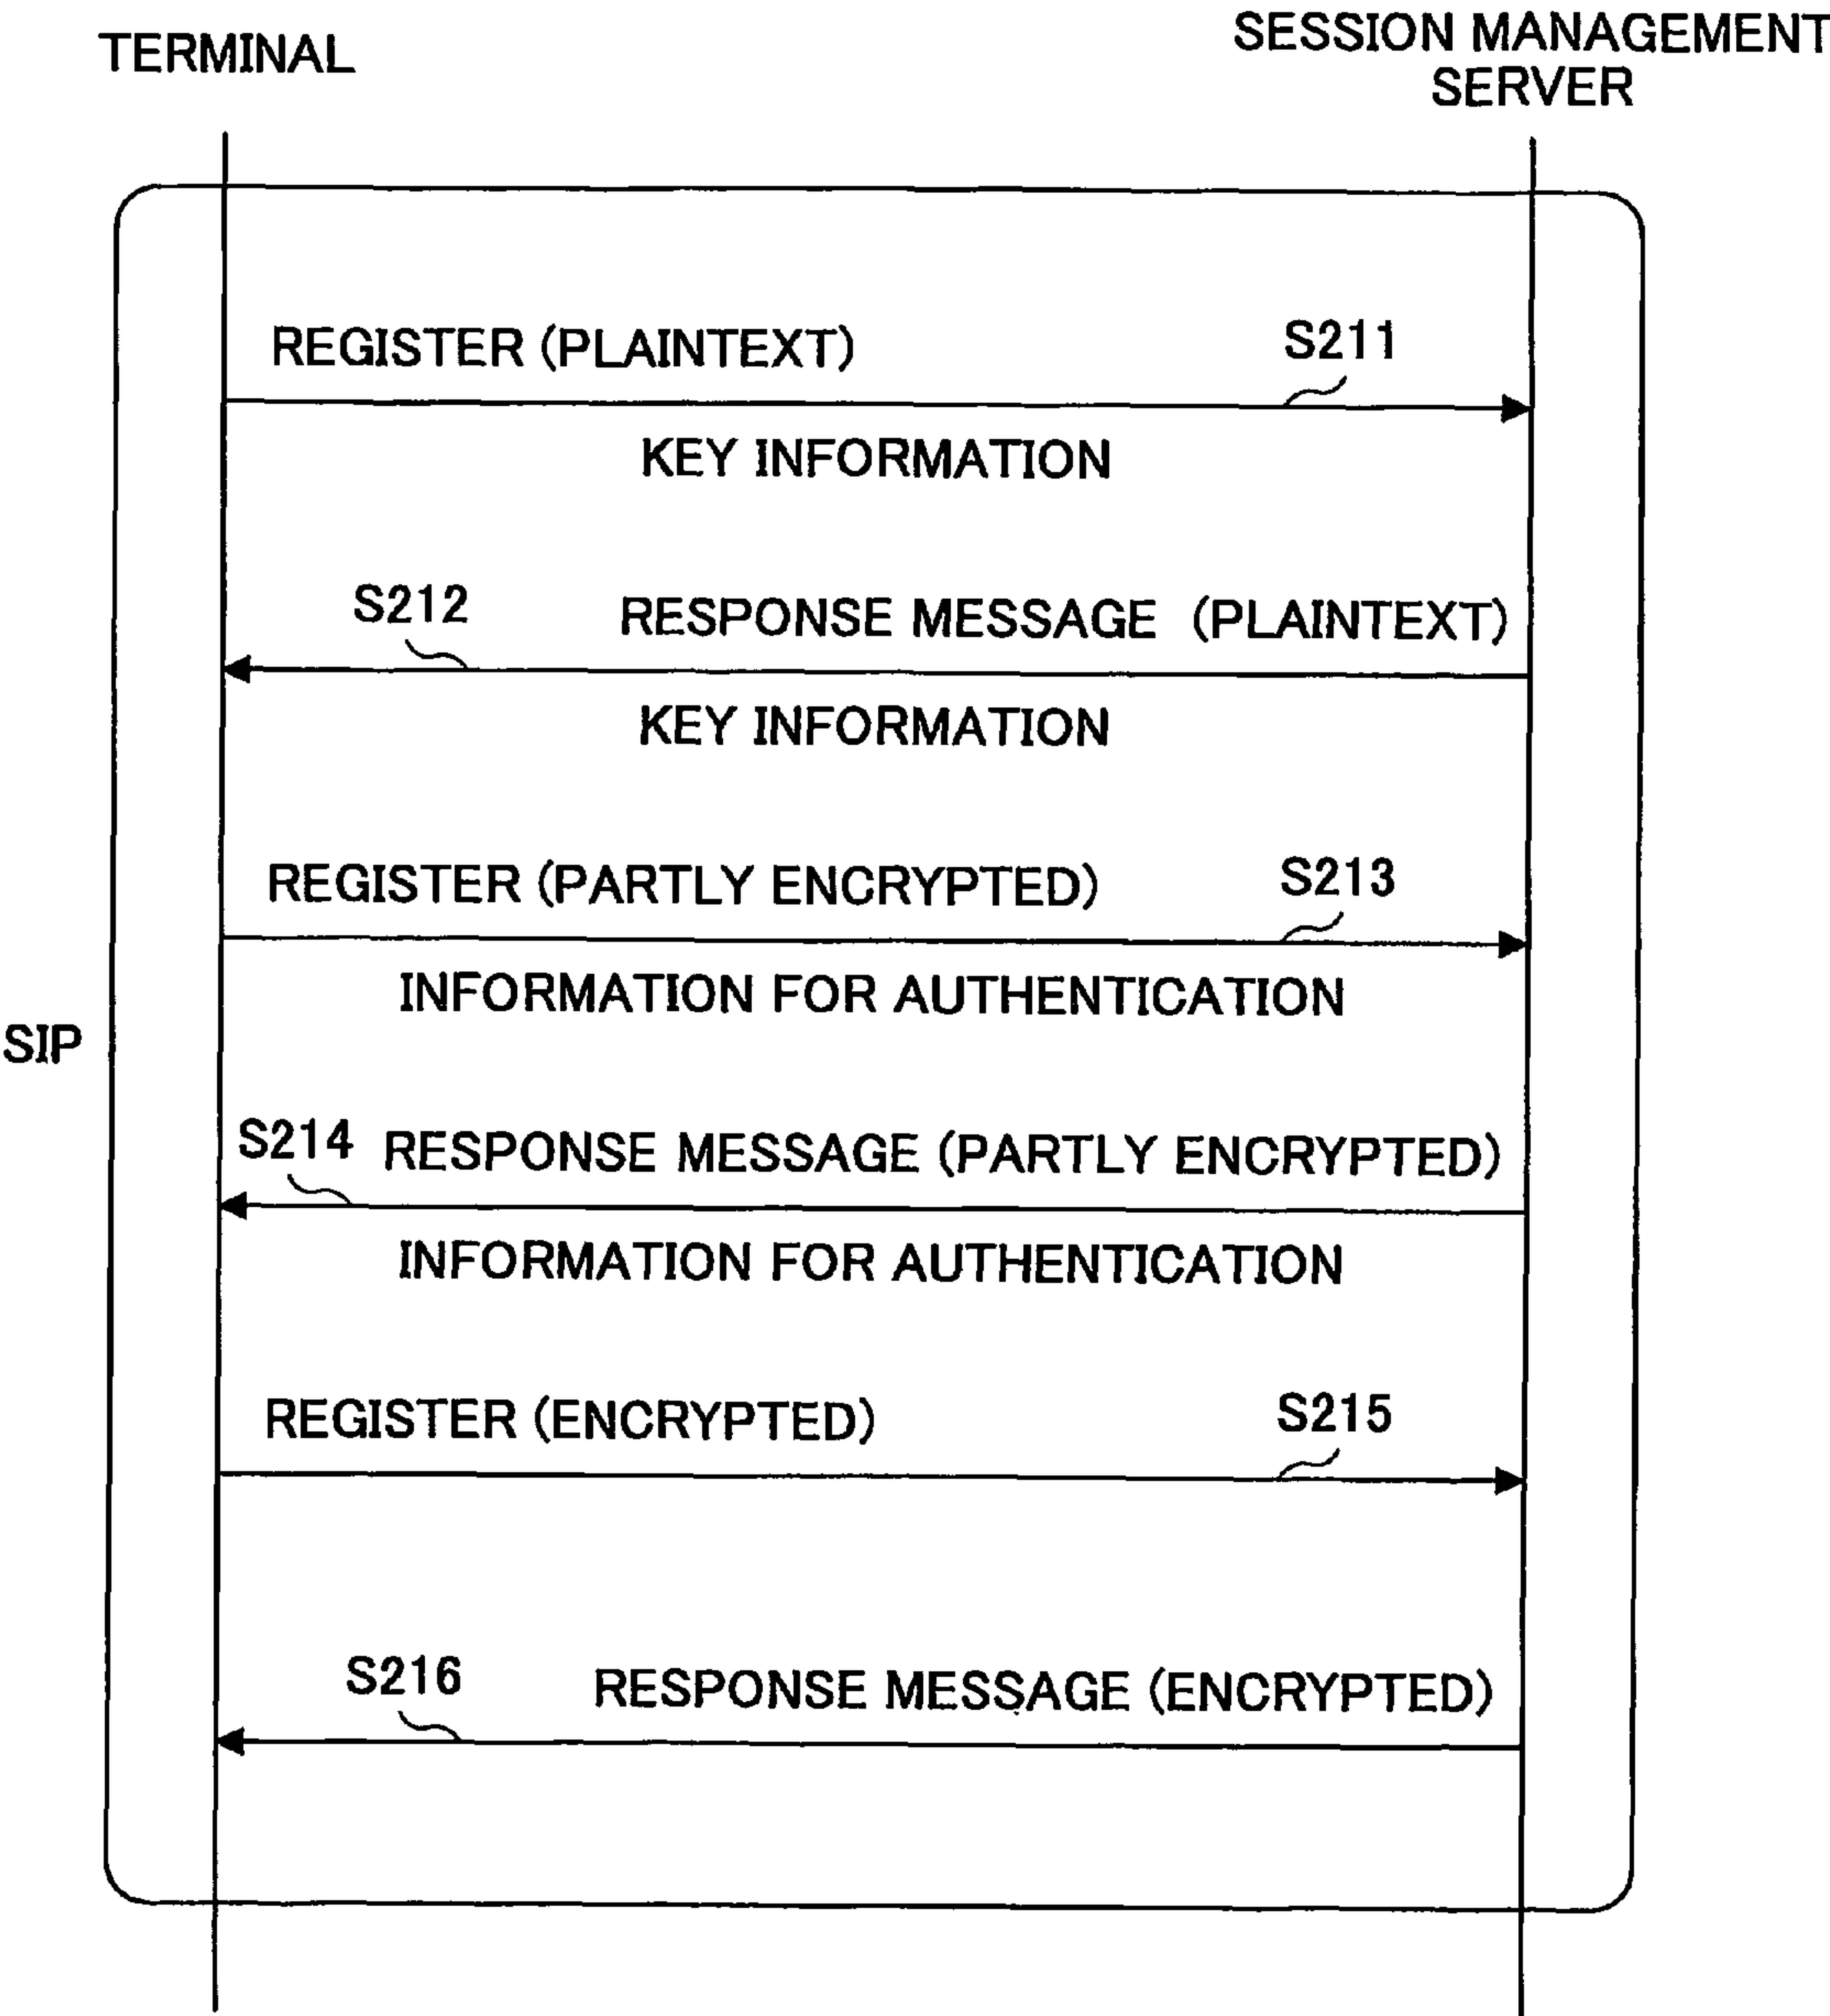 TERMINAL
SESSION MANAGEMENT
SERVER
REGISTER (PLAINTEXT)
S211
KEY INFORMATION
S212
RESPONSE MESSAGE (PLAINTEXT)
KEY INFORMATION
REGISTER (PARTLY ENCRYPTED)
S213
INFORMATION FOR AUTHENTICATION
SIP
S214
RESPONSE MESSAGE (PARTLY ENCRYPTED)
INFORMATION FOR AUTHENTICATION
REGISTER (ENCRYPTED)
S215
S216
RESPONSE MESSAGE (ENCRYPTED)